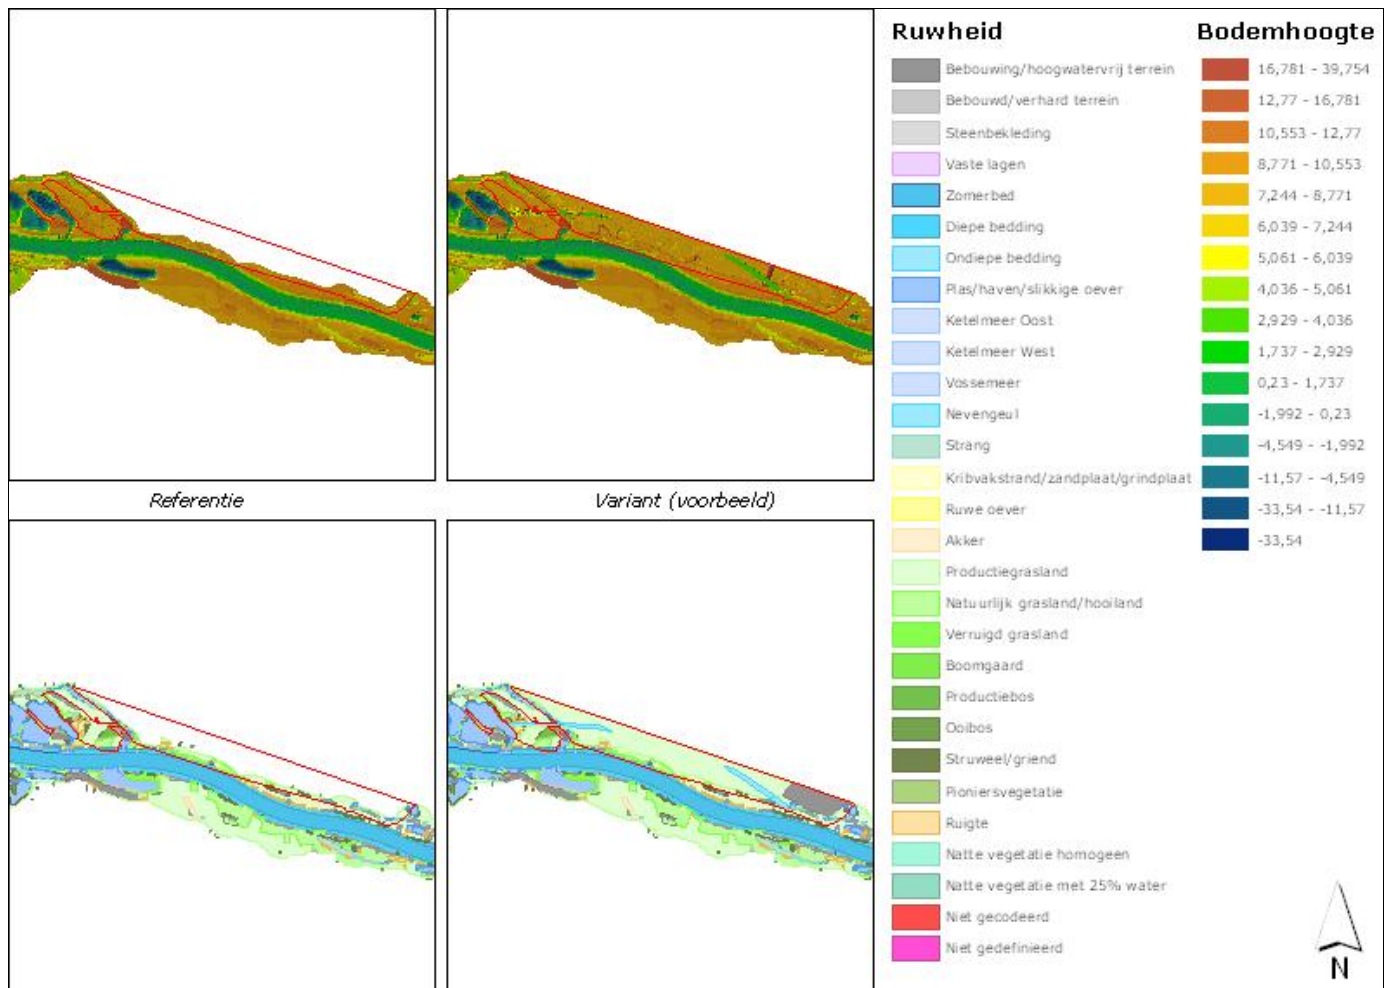 Ruwheid
Bebouwing/hoogwatervrij terrein
Bebouwd/verhard terrein
Steenbekleding
Vaste lagen
Zomerbed
Diepe bedding
Ondiepe bedding
Plas/haven/slikkige oever
Ketelmeer Oost
Ketelmeer West
Vossemeer
Nevengeul
Strang
Kribvakstrand/zandplaat/grindplaat
Ruwe oever
Akker
Productiegrasland
Natuurlijk grasland/hooiland
Verruigd grasland
Boomgaard
Productiebos
Ooibos
Struweel/griend
Pioniersvegetatie
Ruigte
Natte vegetatie homogeen
Natte vegetatie met 25% water
Niet gecodeerd
Niet gedefinieerd
Bodemhoogte
16,781 - 39,754
12,77 - 16,781
10,553 - 12,77
8,771 - 10,553
7,244 - 8,771
6,039 - 7,244
5,061 - 6,039
4,036 - 5,061
2,929 - 4,036
1,737 - 2,929
0,23 - 1,737
-1,992 - 0,23
-4,549 - -1,992
-11,57 - -4,549
-33,54 - -11,57
-33,54
Referentie
Variant (voorbeeld)
N